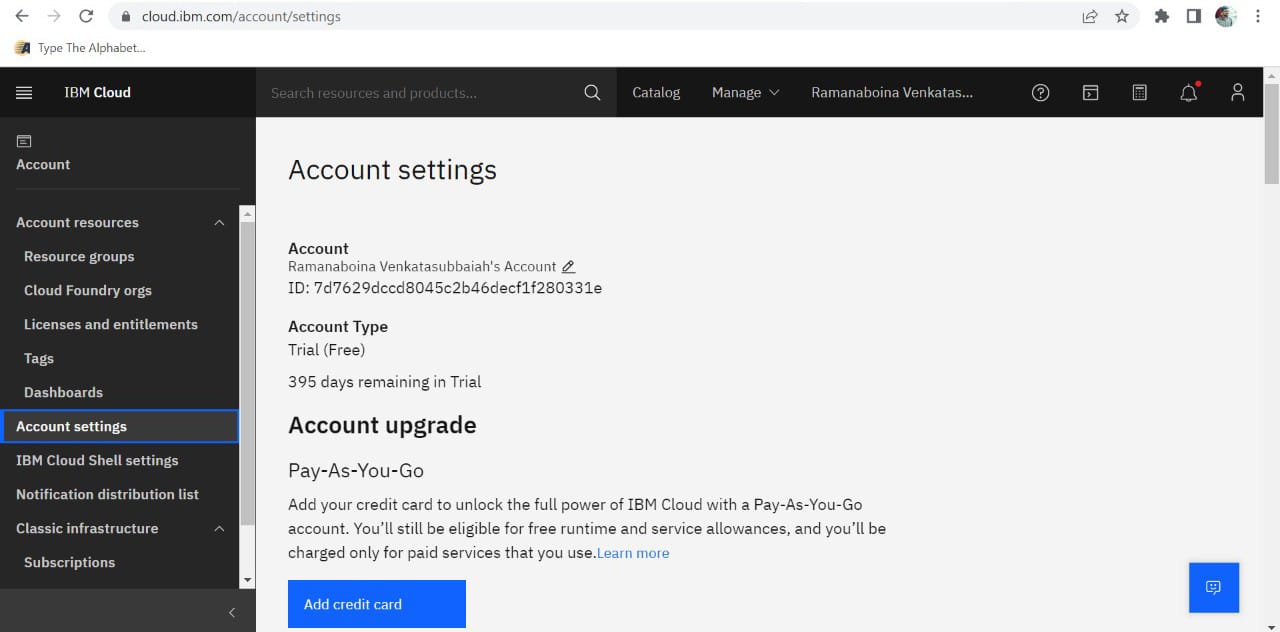 cloud.ibm.com/account/settings
Type The Alphabet...
IBM Cloud
Search resources and products...
Catalog
Manage
Ramanaboina Venkatas...
Account
Account resources
Resource groups
Cloud Foundry orgs
Licenses and entitlements
Tags
Dashboards
Account settings
IBM Cloud Shell settings
Notification distribution list
Classic infrastructure
Subscriptions
Account settings
Account
Ramanaboina Venkatasubbaiah's Account
ID: 7d7629dccd8045c2b46decf1f280331e
Account Type
Trial (Free)
395 days remaining in Trial
Account upgrade
Pay-As-You-Go
Add your credit card to unlock the full power of IBM Cloud with a Pay-As-You-Go
account. You’ll still be eligible for free runtime and service allowances, and you’ll be
charged only for paid services that you use.Learn more
Add credit card